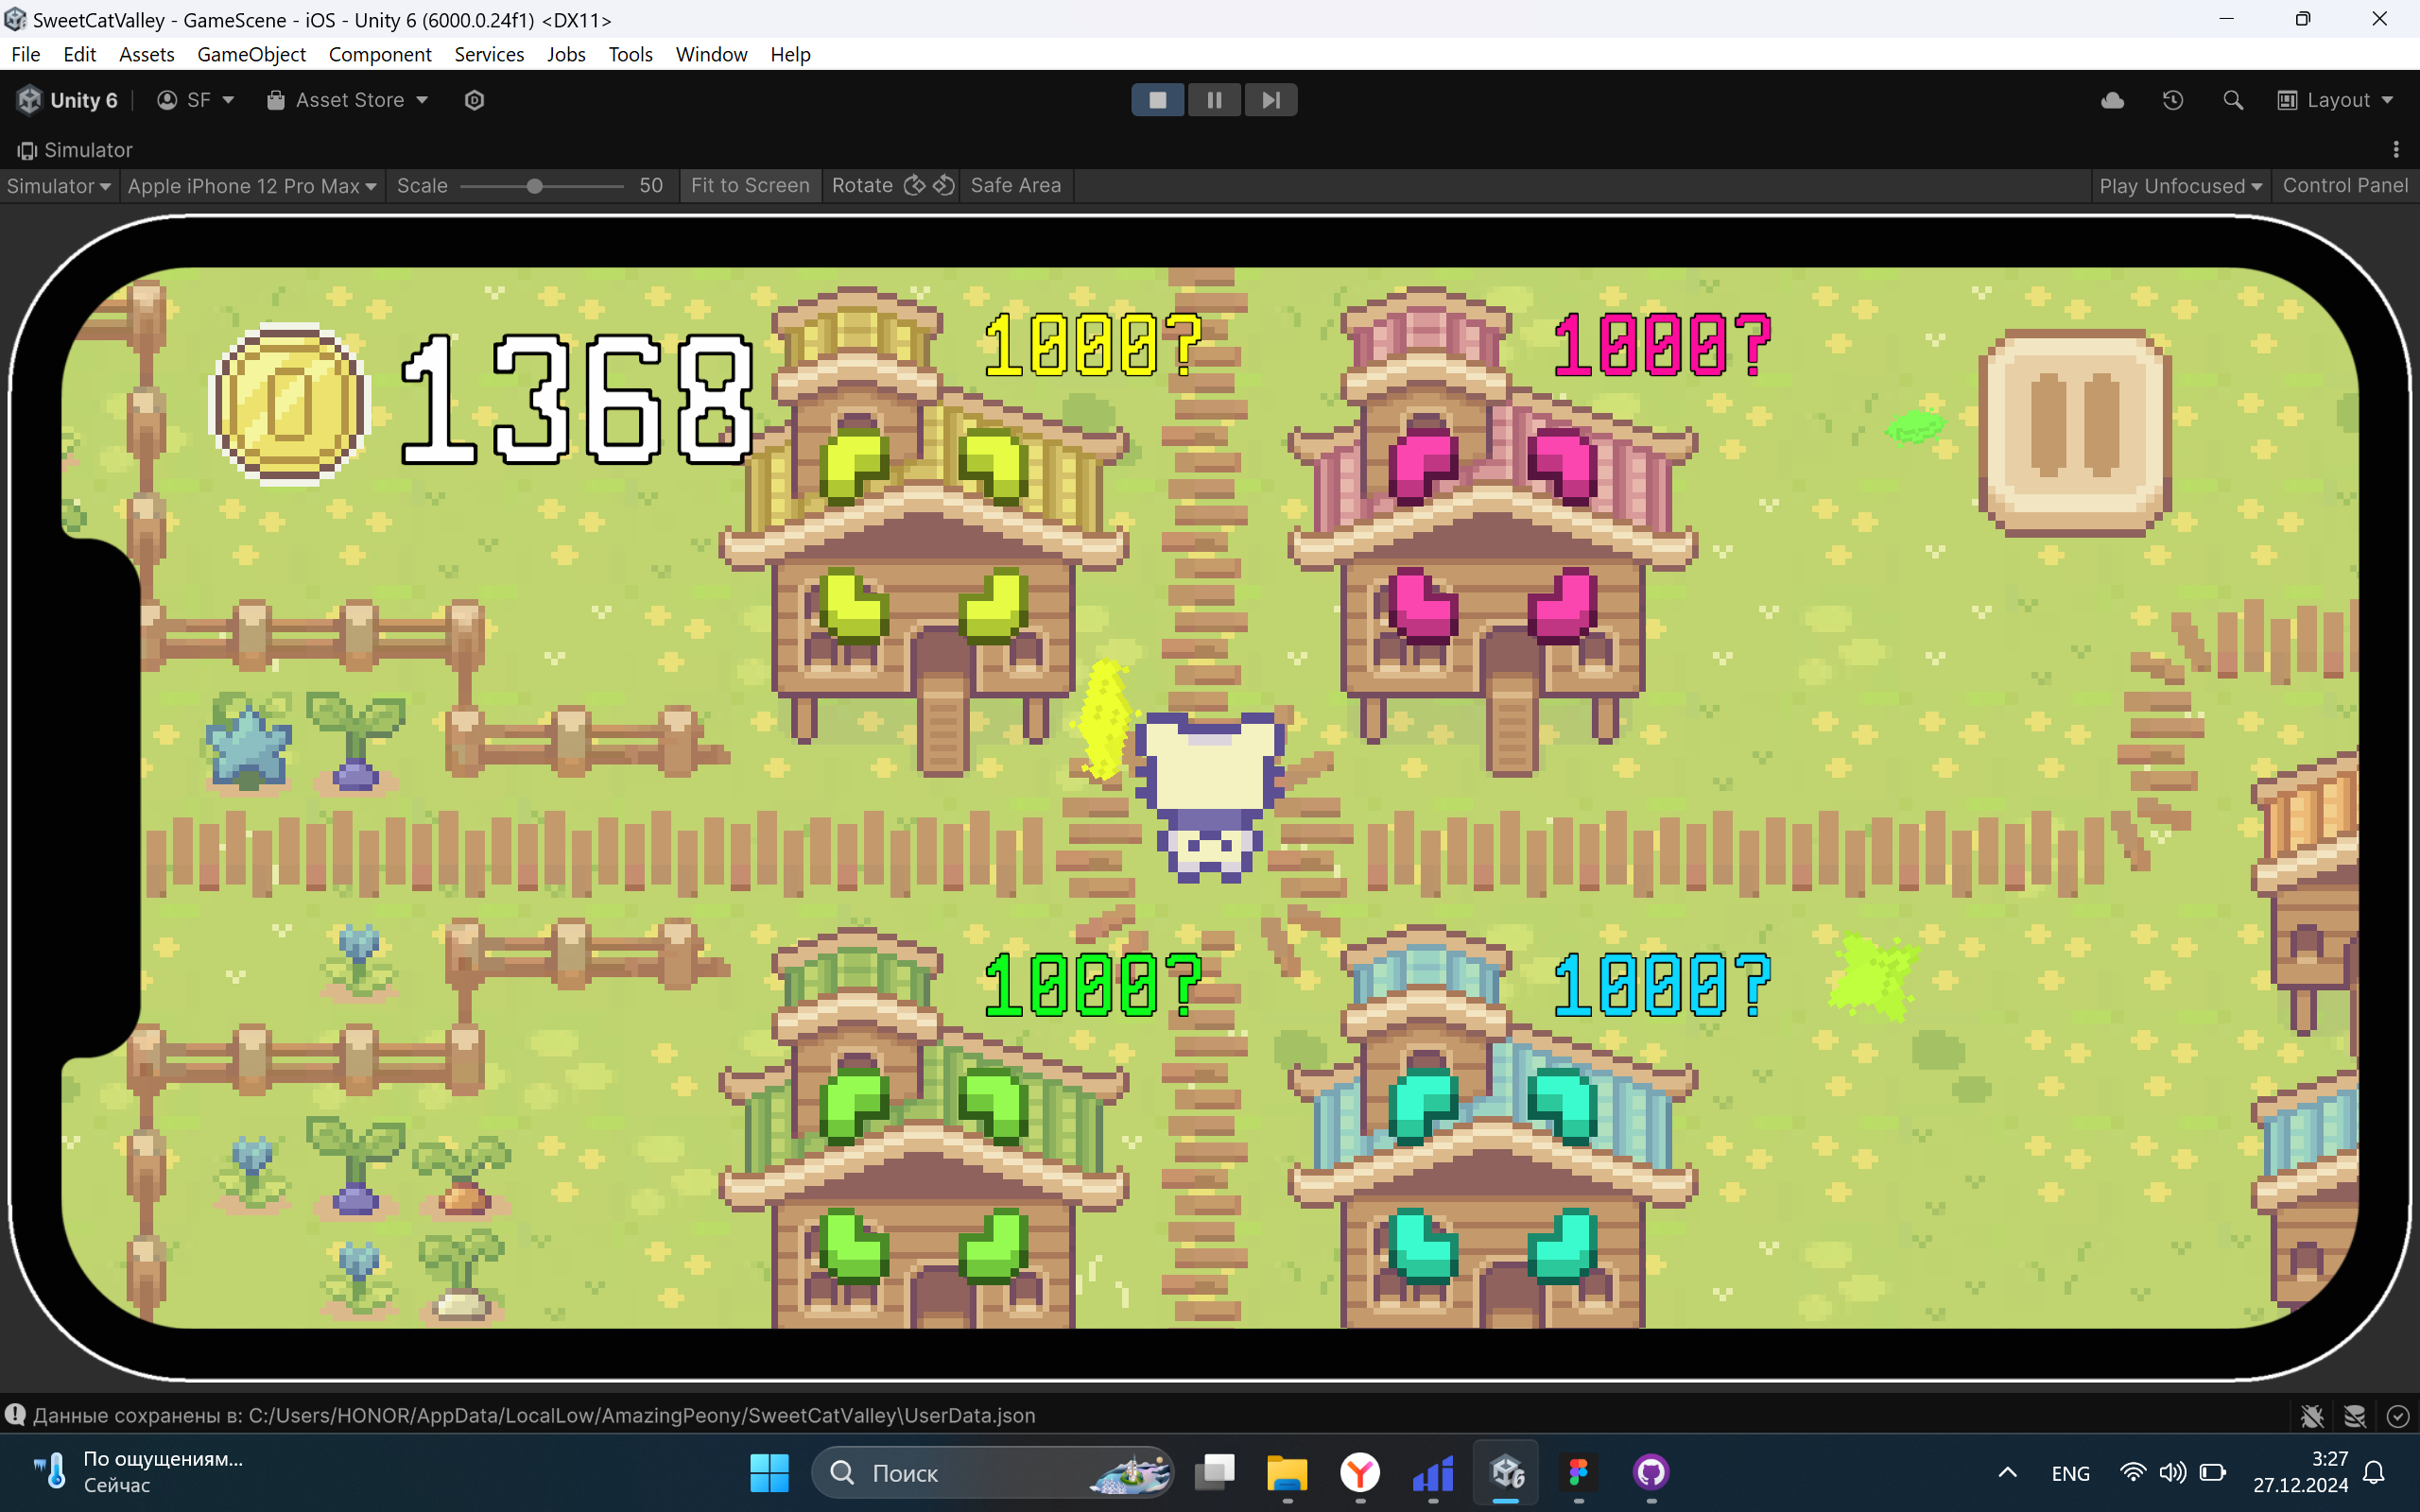 SweetCatValley - GameScene - iOS - Unity 6 (6000.0.24f1) <DX11>
File Edit Assets GameObject Component Services Jobs Tools Window Help
Unity 6 SF Asset Store Layout
Simulator
Simulator Apple iPhone 12 Pro Max Scale 50 Fit to Screen Rotate Safe Area Play Unfocused Control Panel
1368
1000?
1000?
1000?
1000?
Данные сохранены в: C:/Users/HONOR/AppData/LocalLow/AmazingPeony/SweetCatValley\UserData.json
По ощущениям...
Сейчас
Поиск
ENG
3:27
27.12.2024